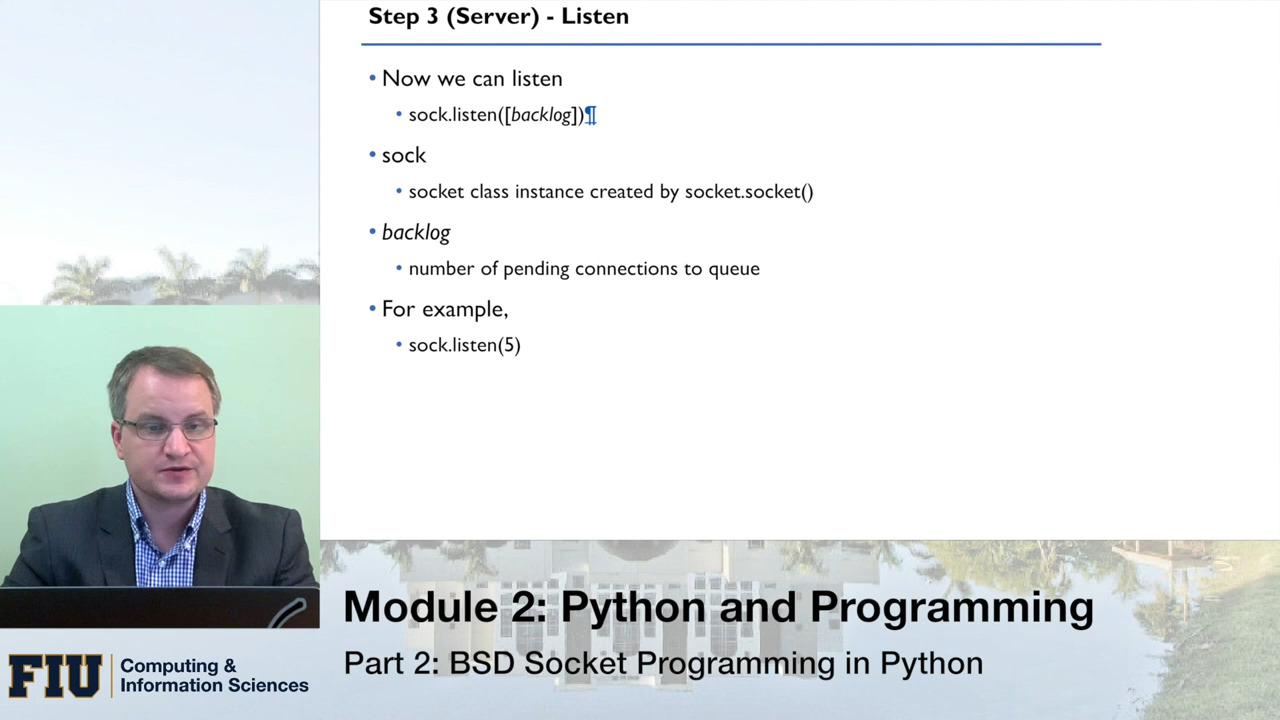 Step 3 (Server) - Listen
• Now we can listen
• sock.listen([backlog])¶
• sock
• socket class instance created by socket.socket()
• backlog
• number of pending connections to queue
• For example,
• sock.listen(5)
Module 2: Python and Programming
Part 2: BSD Socket Programming in Python
FIU
Computing &
Information Sciences